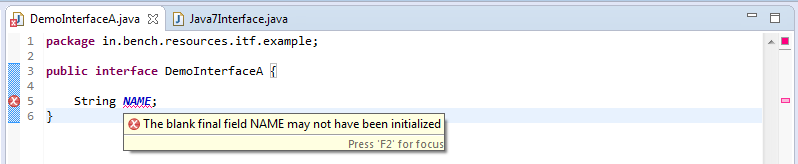 DemoInterfaceA.java
Java7Interface.java
1 package in.bench.resources.itf.example;
2
3 public interface DemoInterfaceA {
4
5 String NAME;
6 }
The blank final field NAME may not have been initialized
Press 'F2' for focus